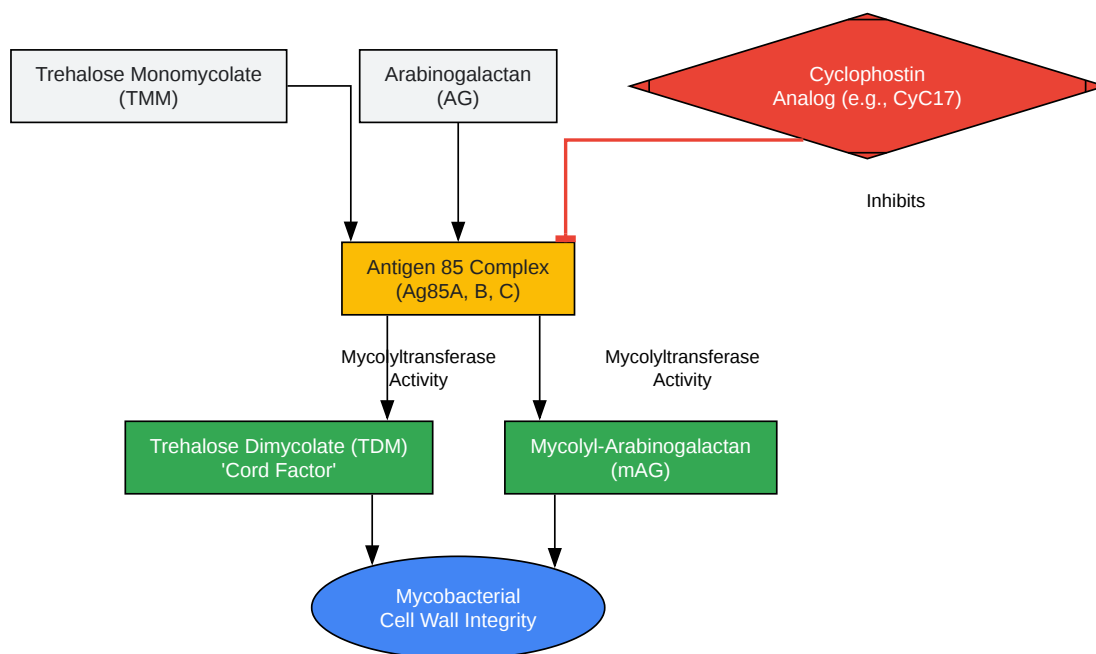 Trehalose Monomycolate
(TMM)
Arabinogalactan
(AG)
Cyclophostin
Analog (e.g., CyC17)
Inhibits
Antigen 85 Complex
(Ag85A, B, C)
Mycolyltransferase
Activity
Mycolyltransferase
Activity
Trehalose Dimycolate (TDM)
'Cord Factor'
Mycolyl-Arabinogalactan
(mAG)
Mycobacterial
Cell Wall Integrity